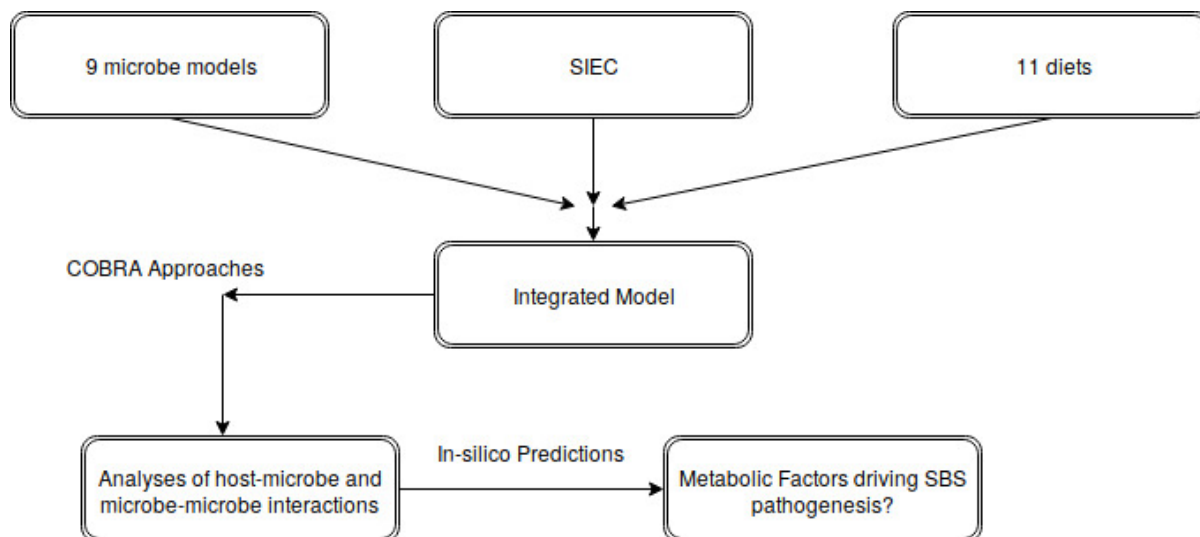 9 microbe models
SIEC
11 diets
COBRA Approaches
Integrated Model
Analyses of host-microbe and
microbe-microbe interactions
In-silico Predictions
Metabolic Factors driving SBS
pathogenesis?